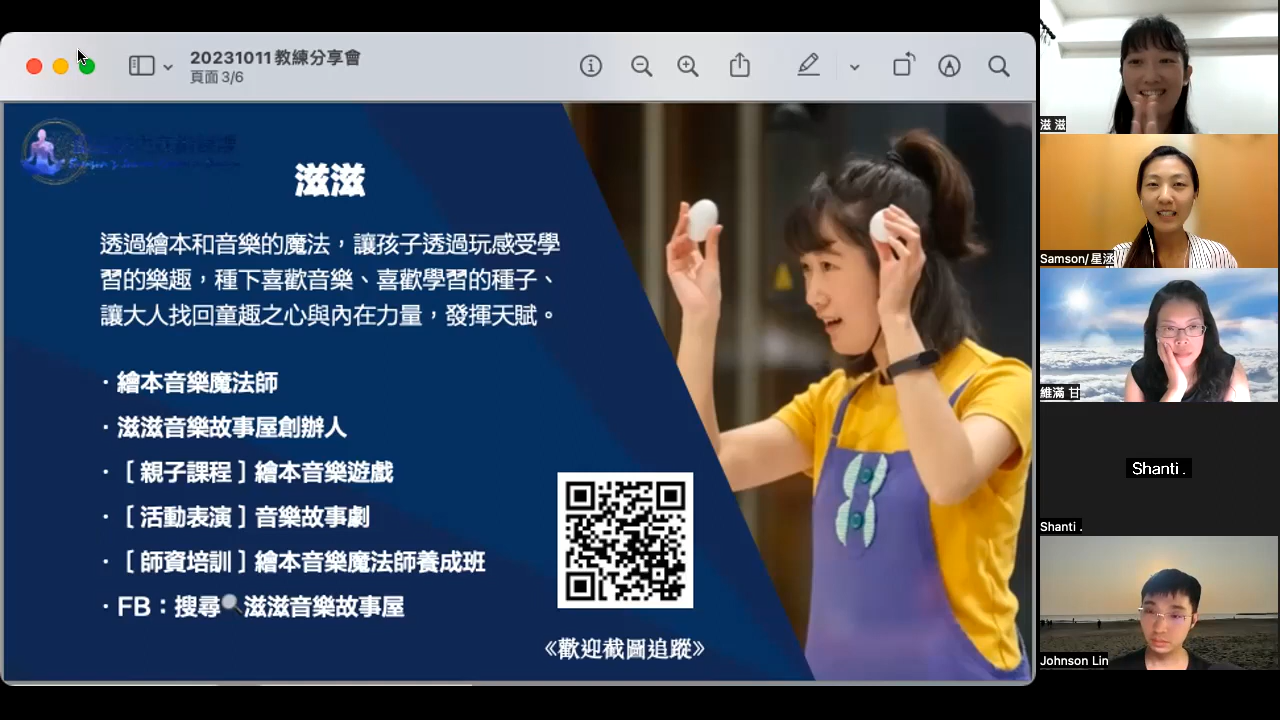 20231011教練分享會
頁面 3/6
滋滋
透過繪本和音樂的魔法，讓孩子透過玩感受學
習的樂趣，種下喜歡音樂、喜歡學習的種子、
讓大人找回童趣之心與內在力量，發揮天賦。
· 繪本音樂魔法師
· 滋滋音樂故事屋創辦人
· [ 親子課程 ] 繪本音樂遊戲
· [ 活動表演 ] 音樂故事劇
· [ 師資培訓 ] 繪本音樂魔法師養成班
· FB：搜尋🔍滋滋音樂故事屋
《歡迎截圖追蹤》
滋 滋
Samson/星拯
維滿 甘
Shanti .
Shanti .
Johnson Lin